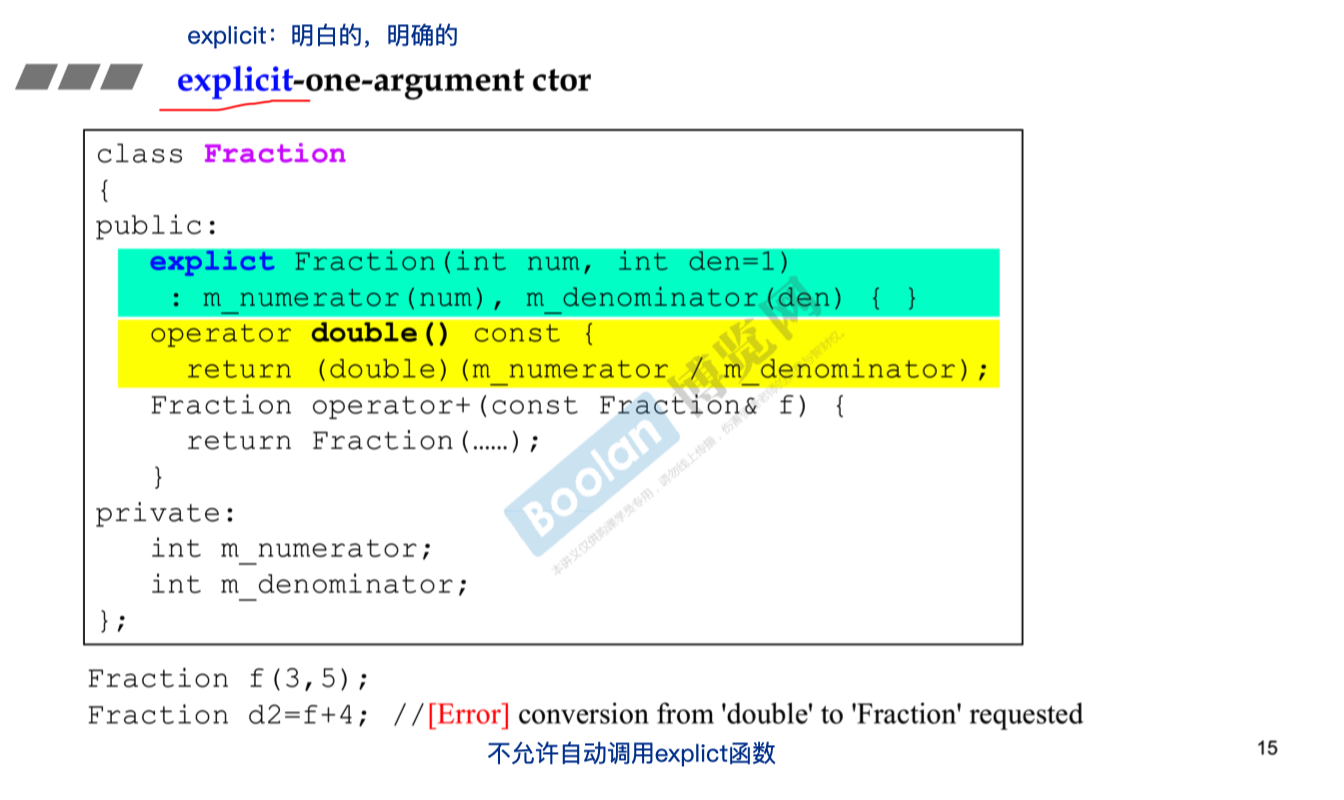 explicit：明白的，明确的
explicit-one-argument ctor
class Fraction
{
public:
explict Fraction(int num, int den=1)
: m_numerator(num), m_denominator(den) { }
operator double() const {
return (double)(m_numerator / m_denominator);
Fraction operator+(const Fraction& f) {
return Fraction(……);
}
private:
int m_numerator;
int m_denominator;
};
Boolan 博览网
Fraction f(3,5);
Fraction d2=f+4; //[Error] conversion from 'double' to 'Fraction' requested
不允许自动调用explict函数
15